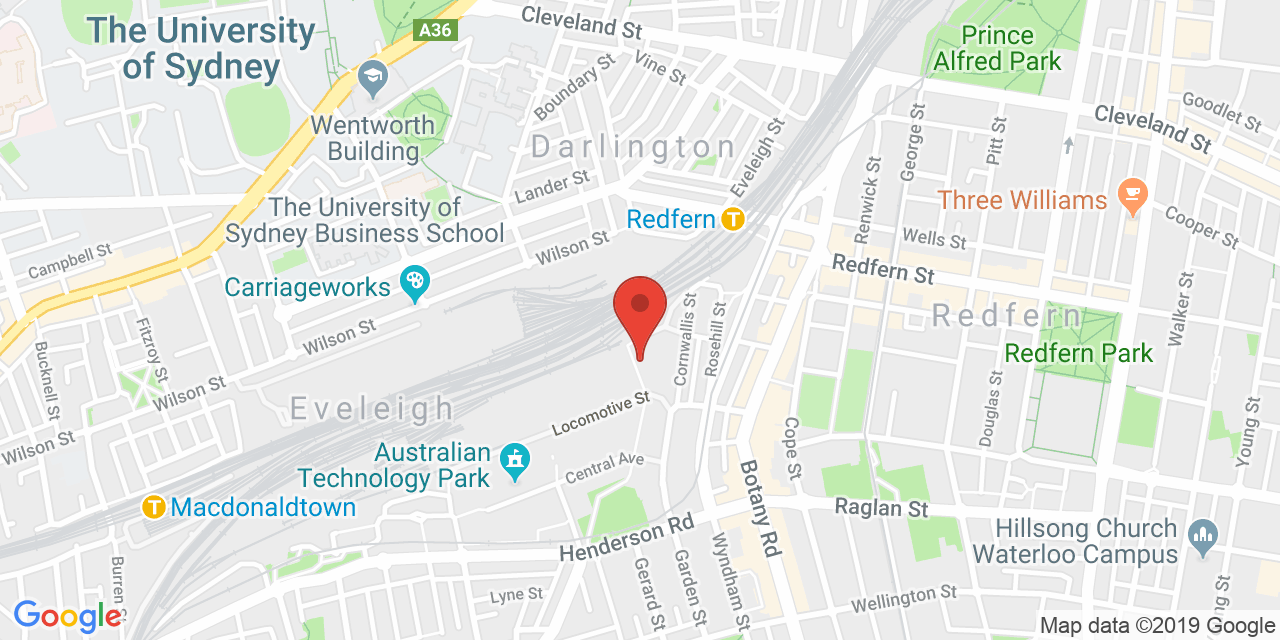 The University
of Sydney
A36
Cleveland St
Prince
Alfred Park
Vine St
Boundary St
Goodlet St
Cleveland St
Wentworth
Building
Darlington
Eveleigh St
George St
Pitt St
Renwick St
Lander St
Three Williams
Cooper St
The University of
Sydney Business School
Redfern
T
Wilson St
Wells St
Campbell St
Redfern St
Carriageworks
Walker St
Cornwallis St
Rosehill St
Redfern
Wilson St
Fitzroy St
Bucknell St
Redfern Park
Wilson St
Douglas St
Eveleigh
Locomotive St
Cope St
Young St
Wilson St
Australian
Technology Park
Central Ave
Botany Rd
T
Macdonaldtown
Raglan St
Henderson Rd
Hillsong Church
Waterloo Campus
Wyndham St
Garden St
Gerard St
Burren S
Lyne St
Wellington St
ng St
Google
Map data ©2019 Google